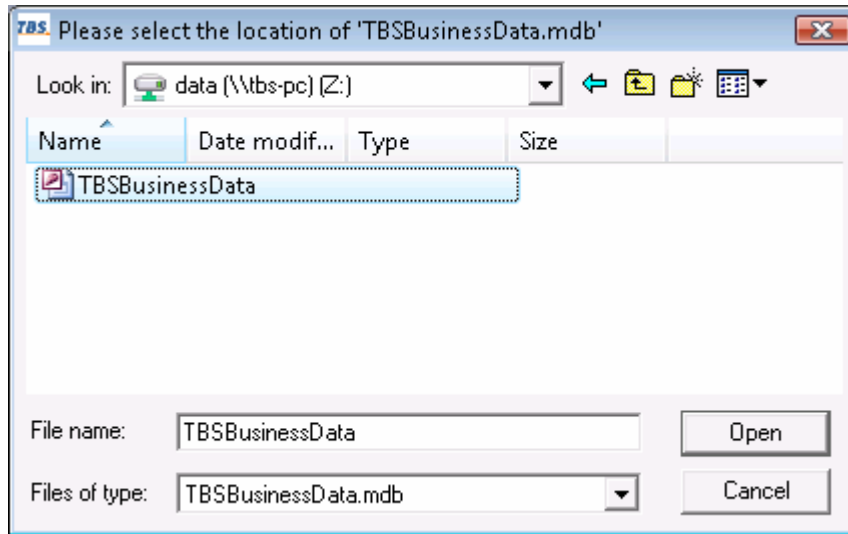 TBS. Please select the location of 'TBSBusinessData.mdb'
Look in: data (\\tbs-pc) (Z:)
Name Date modif... Type Size
TBSBusinessData
File name: TBSBusinessData Open
Files of type: TBSBusinessData.mdb Cancel